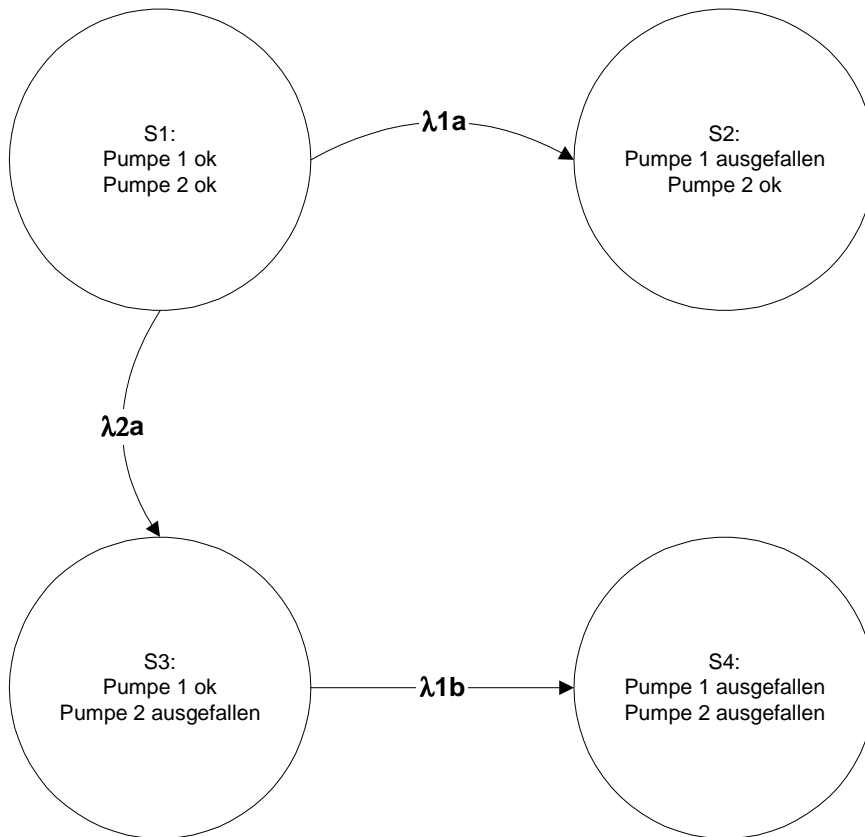 S1:
Pumpe 1 ok
Pumpe 2 ok
λ1a
S2:
Pumpe 1 ausgefallen
Pumpe 2 ok
λ2a
S3:
Pumpe 1 ok
Pumpe 2 ausgefallen
λ1b
S4:
Pumpe 1 ausgefallen
Pumpe 2 ausgefallen